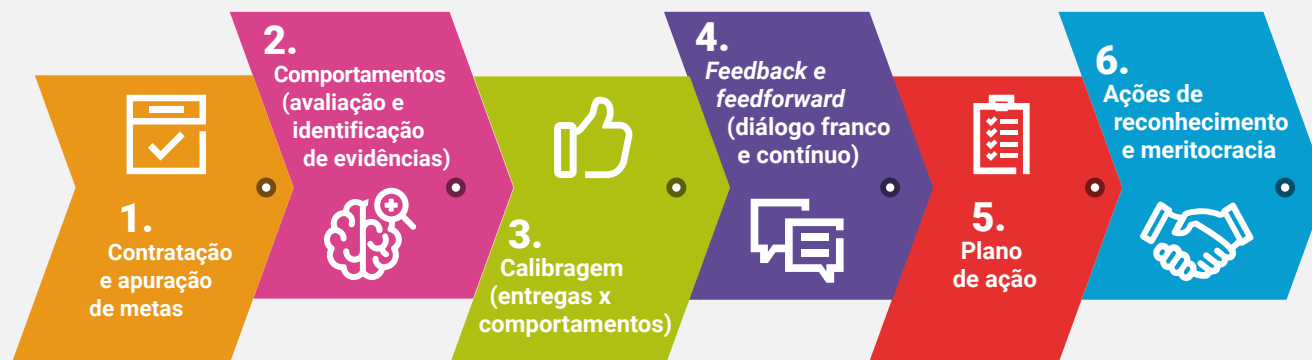 1.
Contratação
e apuração
de metas
2.
Comportamentos
(avaliação e
identificação
de evidências)
3.
Calibragem
(entregas x
comportamentos)
4.
Feedback e
feedforward
(diálogo franco
e contínuo)
5.
Plano
de ação
6.
Ações de
reconhecimento
e meritocracia